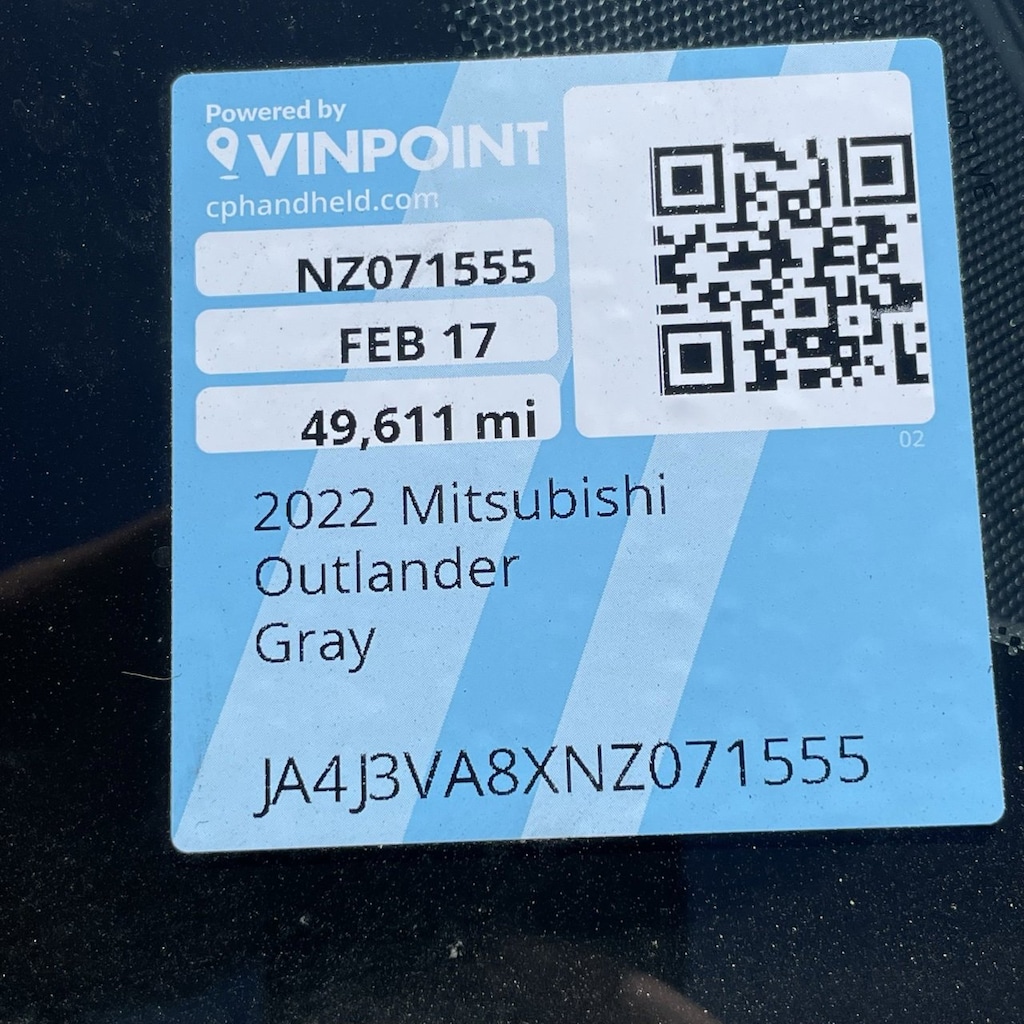 Powered by
VINPOINT
cphandheld.com
NZ071555
FEB 17
49,611 mi
02
2022 Mitsubishi
Outlander
Gray
JA4J3VA8XNZ071555